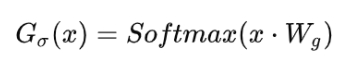 G_σ(x) = Softmax(x · W_g)